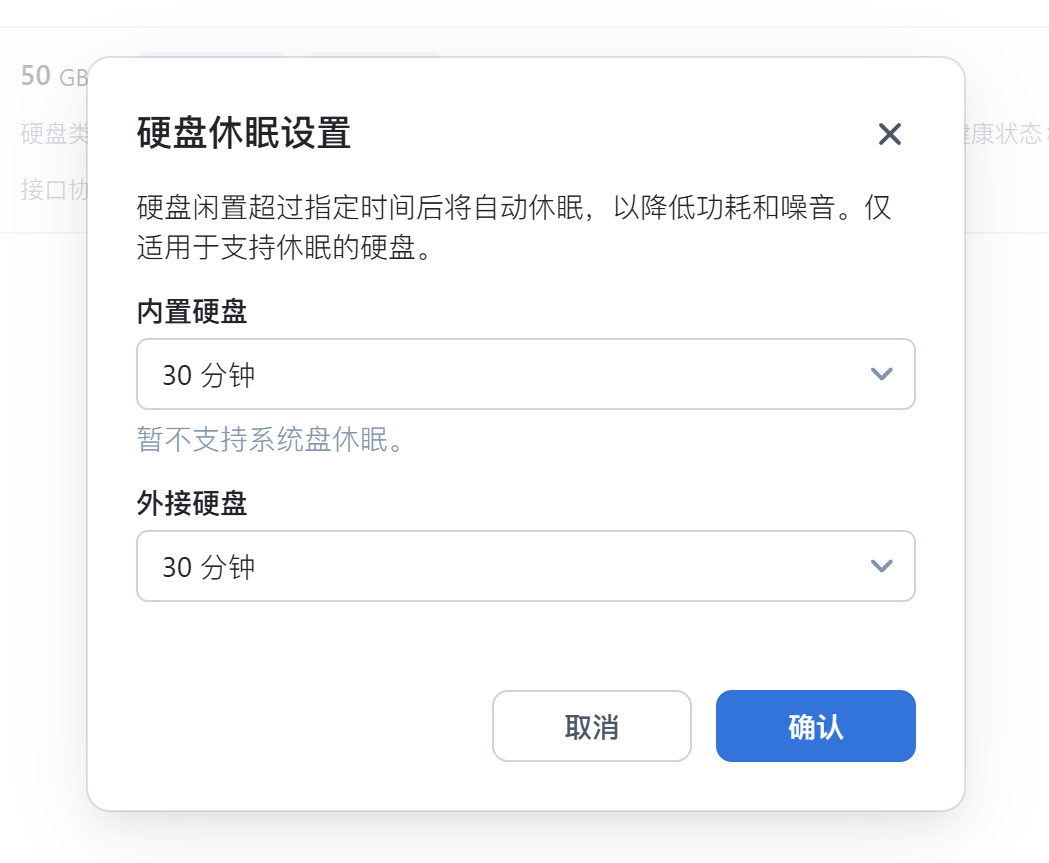 50 GB
硬盘休眠设置
硬盘类
康状态
接口协
硬盘闲置超过指定时间后将自动休眠，以降低功耗和噪音。仅
适用于支持休眠的硬盘。
内置硬盘
30 分钟
暂不支持系统盘休眠。
外接硬盘
30 分钟
取消
确认